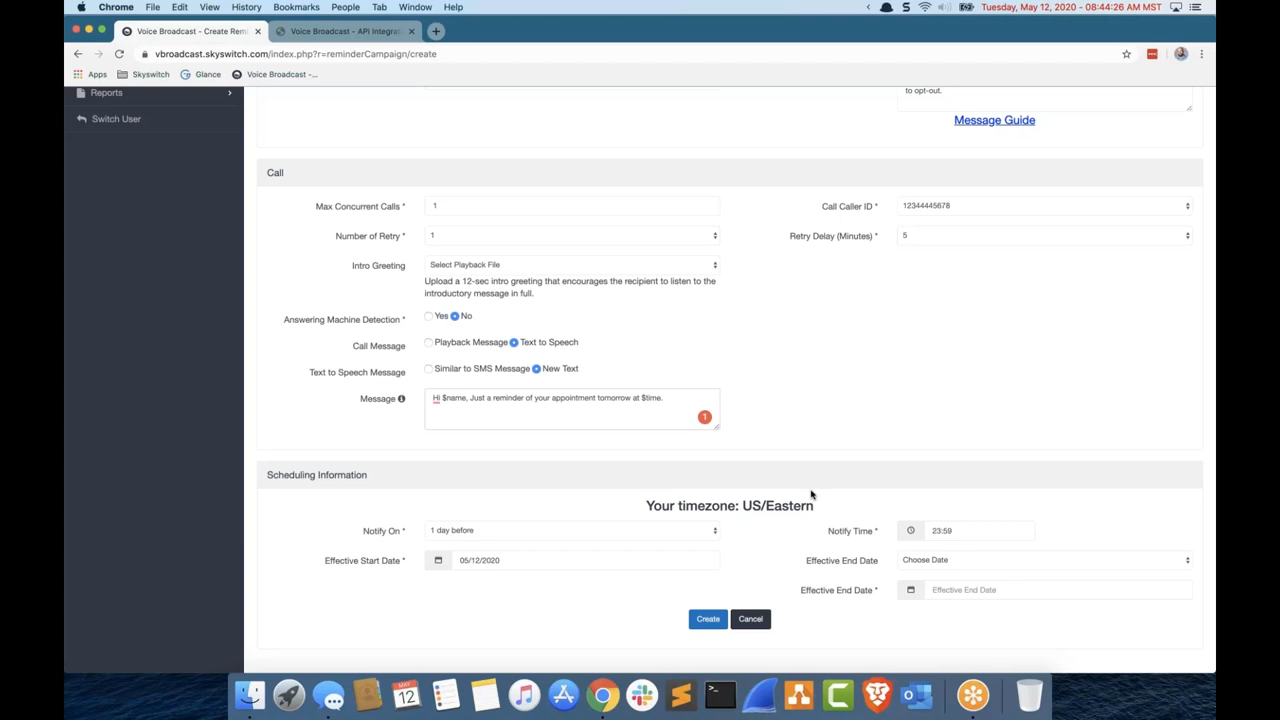 Chrome File Edit View History Bookmarks People Tab Window Help Tuesday, May 12, 2020 - 08:44:26 AM MST
Voice Broadcast - Create Rem Voice Broadcast - API Integrat
vbroadcast.skyswitch.com/index.php?r=reminderCampaign/create
Apps Skyswitch Glance Voice Broadcast -...
Reports
Switch User
to opt-out.
Message Guide
Call
Max Concurrent Calls * 1 Call Caller ID * 12344445678
Number of Retry * 1 Retry Delay (Minutes) * 5
Intro Greeting Select Playback File
Upload a 12-sec intro greeting that encourages the recipient to listen to the
introductory message in full.
Answering Machine Detection * Yes No
Call Message Playback Message Text to Speech
Text to Speech Message Similar to SMS Message New Text
Message Hi $name, Just a reminder of your appointment tomorrow at $time.
1
Scheduling Information
Your timezone: US/Eastern
Notify On * 1 day before Notify Time * 23:59
Effective Start Date * 05/12/2020 Effective End Date Choose Date
Effective End Date * Effective End Date
Create Cancel
MAY
12